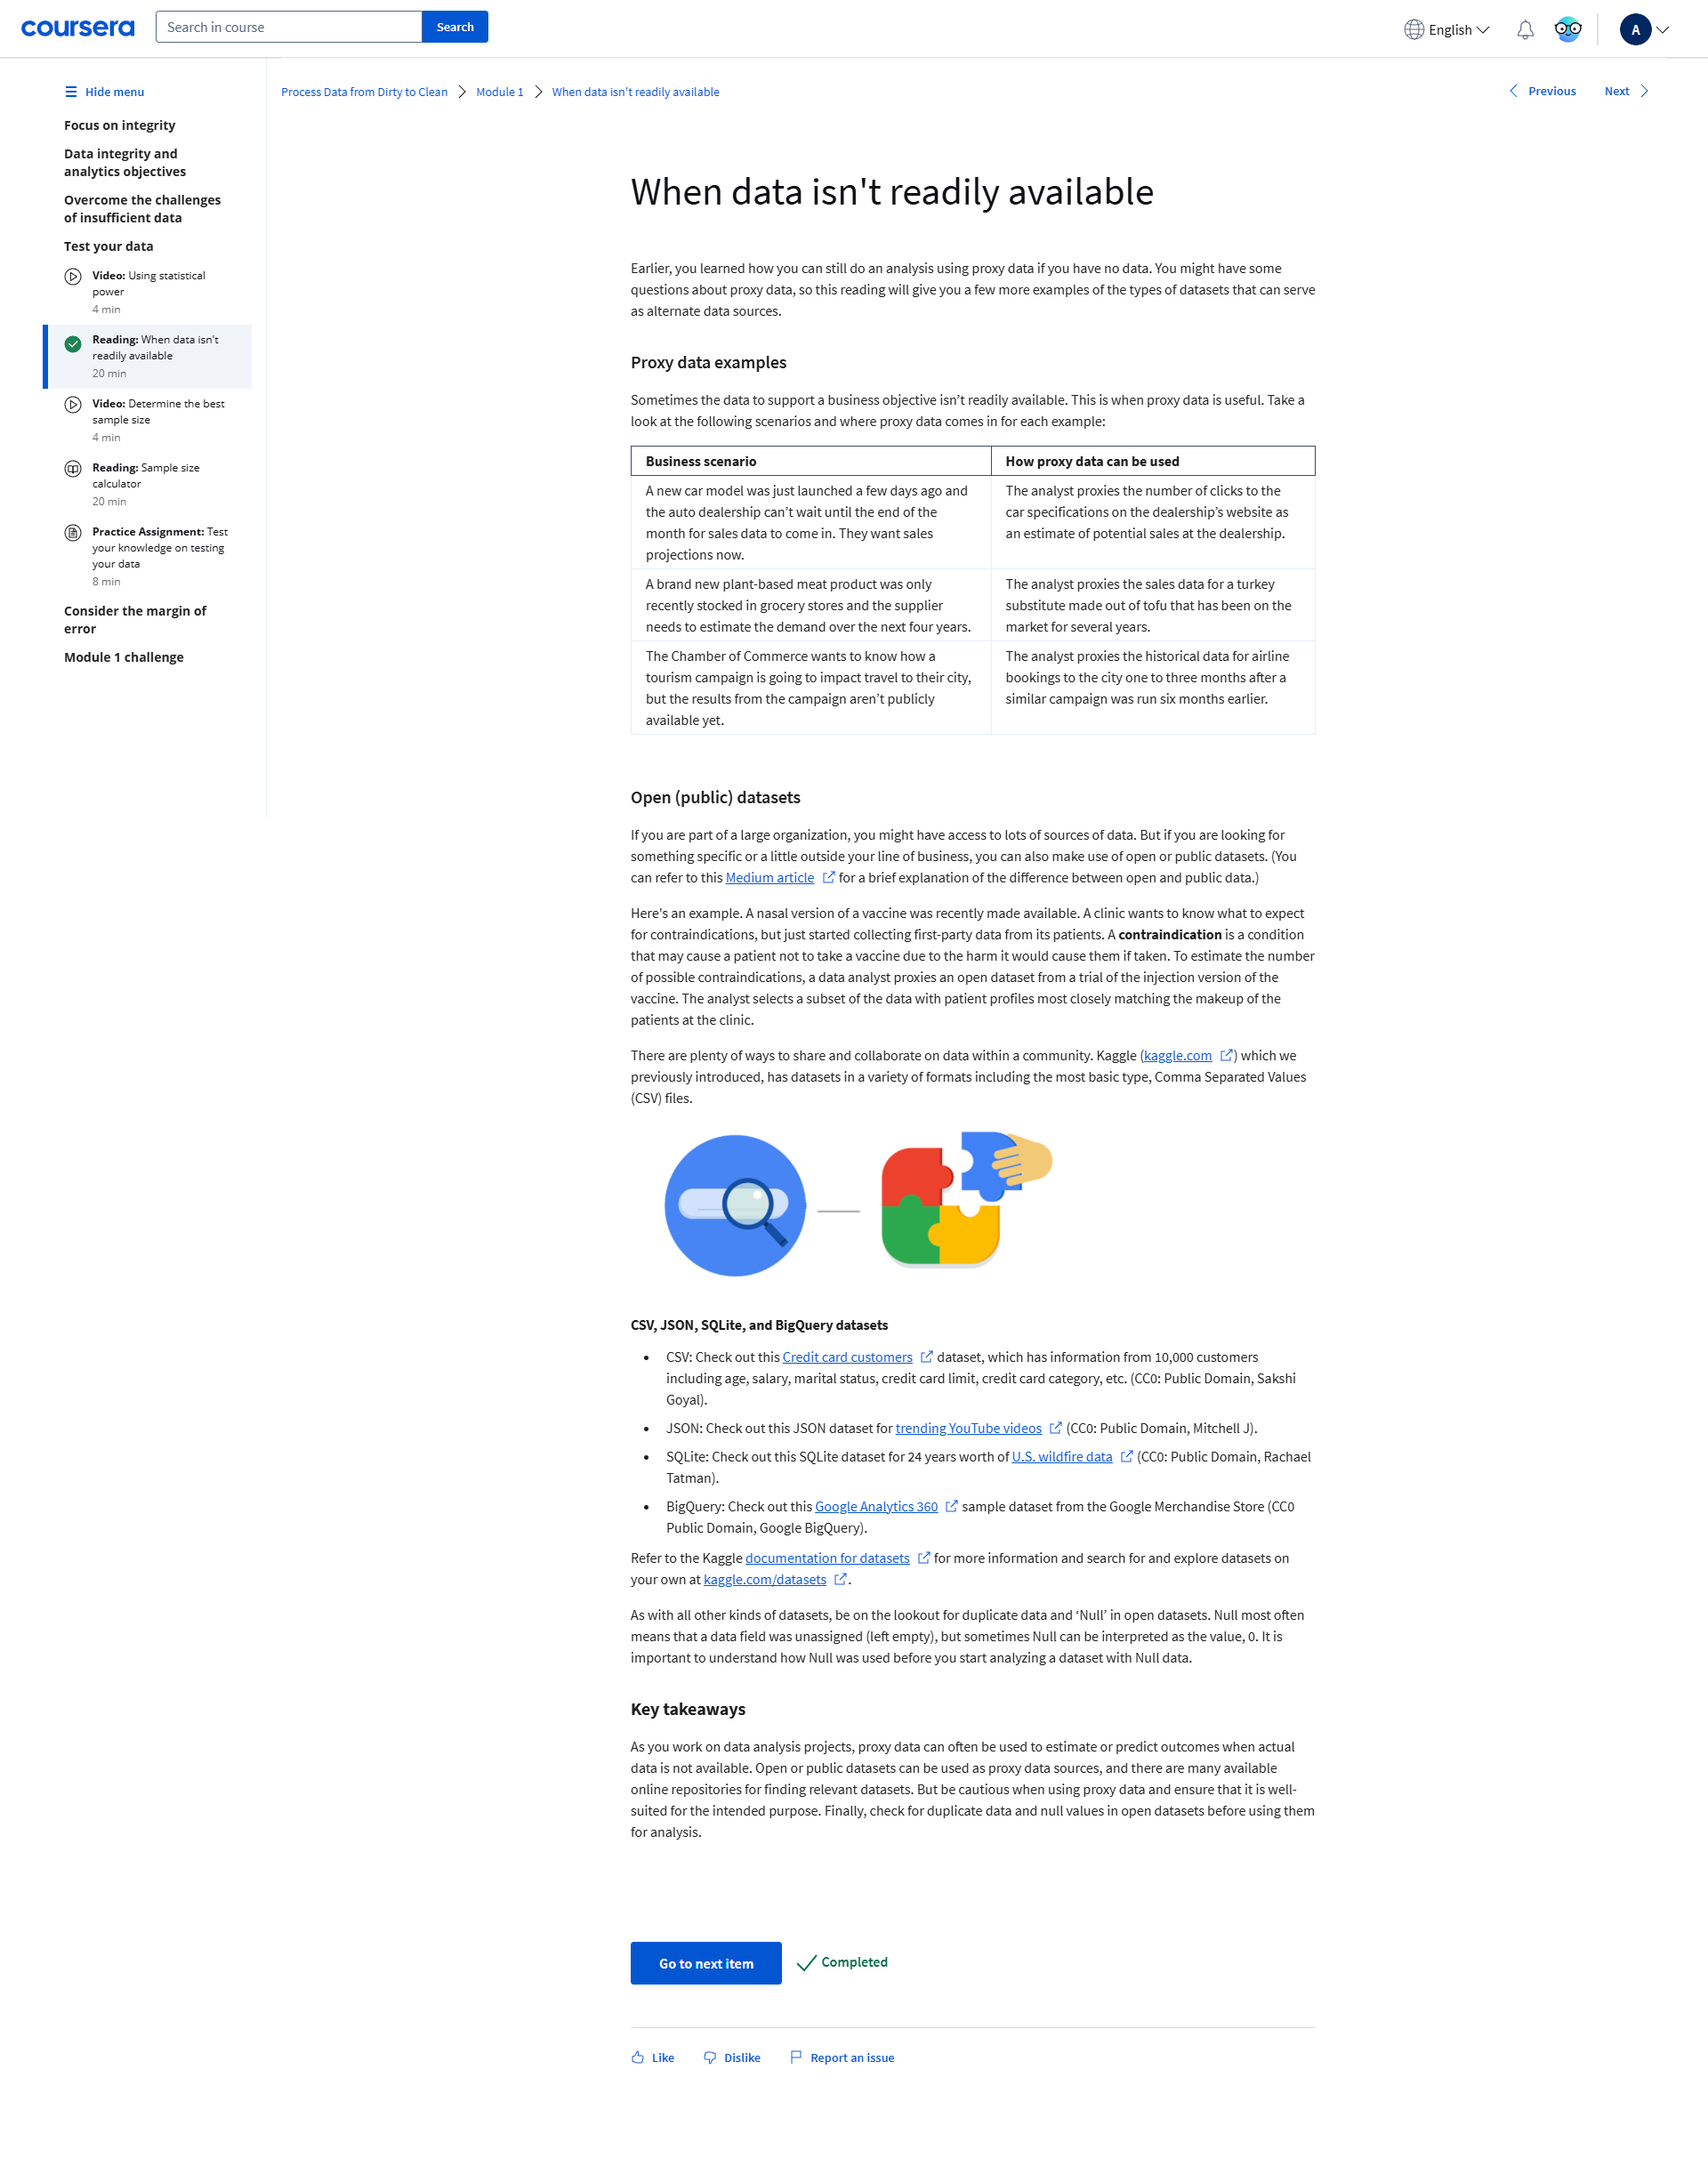 coursera
Search in course
Search
English
A
Hide menu
Focus on integrity
Data integrity and
analytics objectives
Overcome the challenges
of insufficient data
Test your data
Video: Using statistical
power
4 min
Reading: When data isn't
readily available
20 min
Video: Determine the best
sample size
4 min
Reading: Sample size
calculator
20 min
Practice Assignment: Test
your knowledge on testing
your data
8 min
Consider the margin of
error
Module 1 challenge
Process Data from Dirty to Clean
Module 1
When data isn't readily available
Previous
Next
When data isn't readily available
Earlier, you learned how you can still do an analysis using proxy data if you have no data. You might have some
questions about proxy data, so this reading will give you a few more examples of the types of datasets that can serve
as alternate data sources.
Proxy data examples
Sometimes the data to support a business objective isn’t readily available. This is when proxy data is useful. Take a
look at the following scenarios and where proxy data comes in for each example:
Business scenario
How proxy data can be used
A new car model was just launched a few days ago and
the auto dealership can’t wait until the end of the
month for sales data to come in. They want sales
projections now.
The analyst proxies the number of clicks to the
car specifications on the dealership’s website as
an estimate of potential sales at the dealership.
A brand new plant-based meat product was only
recently stocked in grocery stores and the supplier
needs to estimate the demand over the next four years.
The analyst proxies the sales data for a turkey
substitute made out of tofu that has been on the
market for several years.
The Chamber of Commerce wants to know how a
tourism campaign is going to impact travel to their city,
but the results from the campaign aren’t publicly
available yet.
The analyst proxies the historical data for airline
bookings to the city one to three months after a
similar campaign was run six months earlier.
Open (public) datasets
If you are part of a large organization, you might have access to lots of sources of data. But if you are looking for
something specific or a little outside your line of business, you can also make use of open or public datasets. (You
can refer to this Medium article for a brief explanation of the difference between open and public data.)
Here's an example. A nasal version of a vaccine was recently made available. A clinic wants to know what to expect
for contraindications, but just started collecting first-party data from its patients. A contraindication is a condition
that may cause a patient not to take a vaccine due to the harm it would cause them if taken. To estimate the number
of possible contraindications, a data analyst proxies an open dataset from a trial of the injection version of the
vaccine. The analyst selects a subset of the data with patient profiles most closely matching the makeup of the
patients at the clinic.
There are plenty of ways to share and collaborate on data within a community. Kaggle (kaggle.com) which we
previously introduced, has datasets in a variety of formats including the most basic type, Comma Separated Values
(CSV) files.
CSV, JSON, SQLite, and BigQuery datasets
• CSV: Check out this Credit card customers dataset, which has information from 10,000 customers
including age, salary, marital status, credit card limit, credit card category, etc. (CC0: Public Domain, Sakshi
Goyal).
• JSON: Check out this JSON dataset for trending YouTube videos (CC0: Public Domain, Mitchell J).
• SQLite: Check out this SQLite dataset for 24 years worth of U.S. wildfire data (CC0: Public Domain, Rachael
Tatman).
• BigQuery: Check out this Google Analytics 360 sample dataset from the Google Merchandise Store (CC0
Public Domain, Google BigQuery).
Refer to the Kaggle documentation for datasets for more information and search for and explore datasets on
your own at kaggle.com/datasets.
As with all other kinds of datasets, be on the lookout for duplicate data and ‘Null’ in open datasets. Null most often
means that a data field was unassigned (left empty), but sometimes Null can be interpreted as the value, 0. It is
important to understand how Null was used before you start analyzing a dataset with Null data.
Key takeaways
As you work on data analysis projects, proxy data can often be used to estimate or predict outcomes when actual
data is not available. Open or public datasets can be used as proxy data sources, and there are many available
online repositories for finding relevant datasets. But be cautious when using proxy data and ensure that it is well-
suited for the intended purpose. Finally, check for duplicate data and null values in open datasets before using them
for analysis.
Go to next item
Completed
Like
Dislike
Report an issue